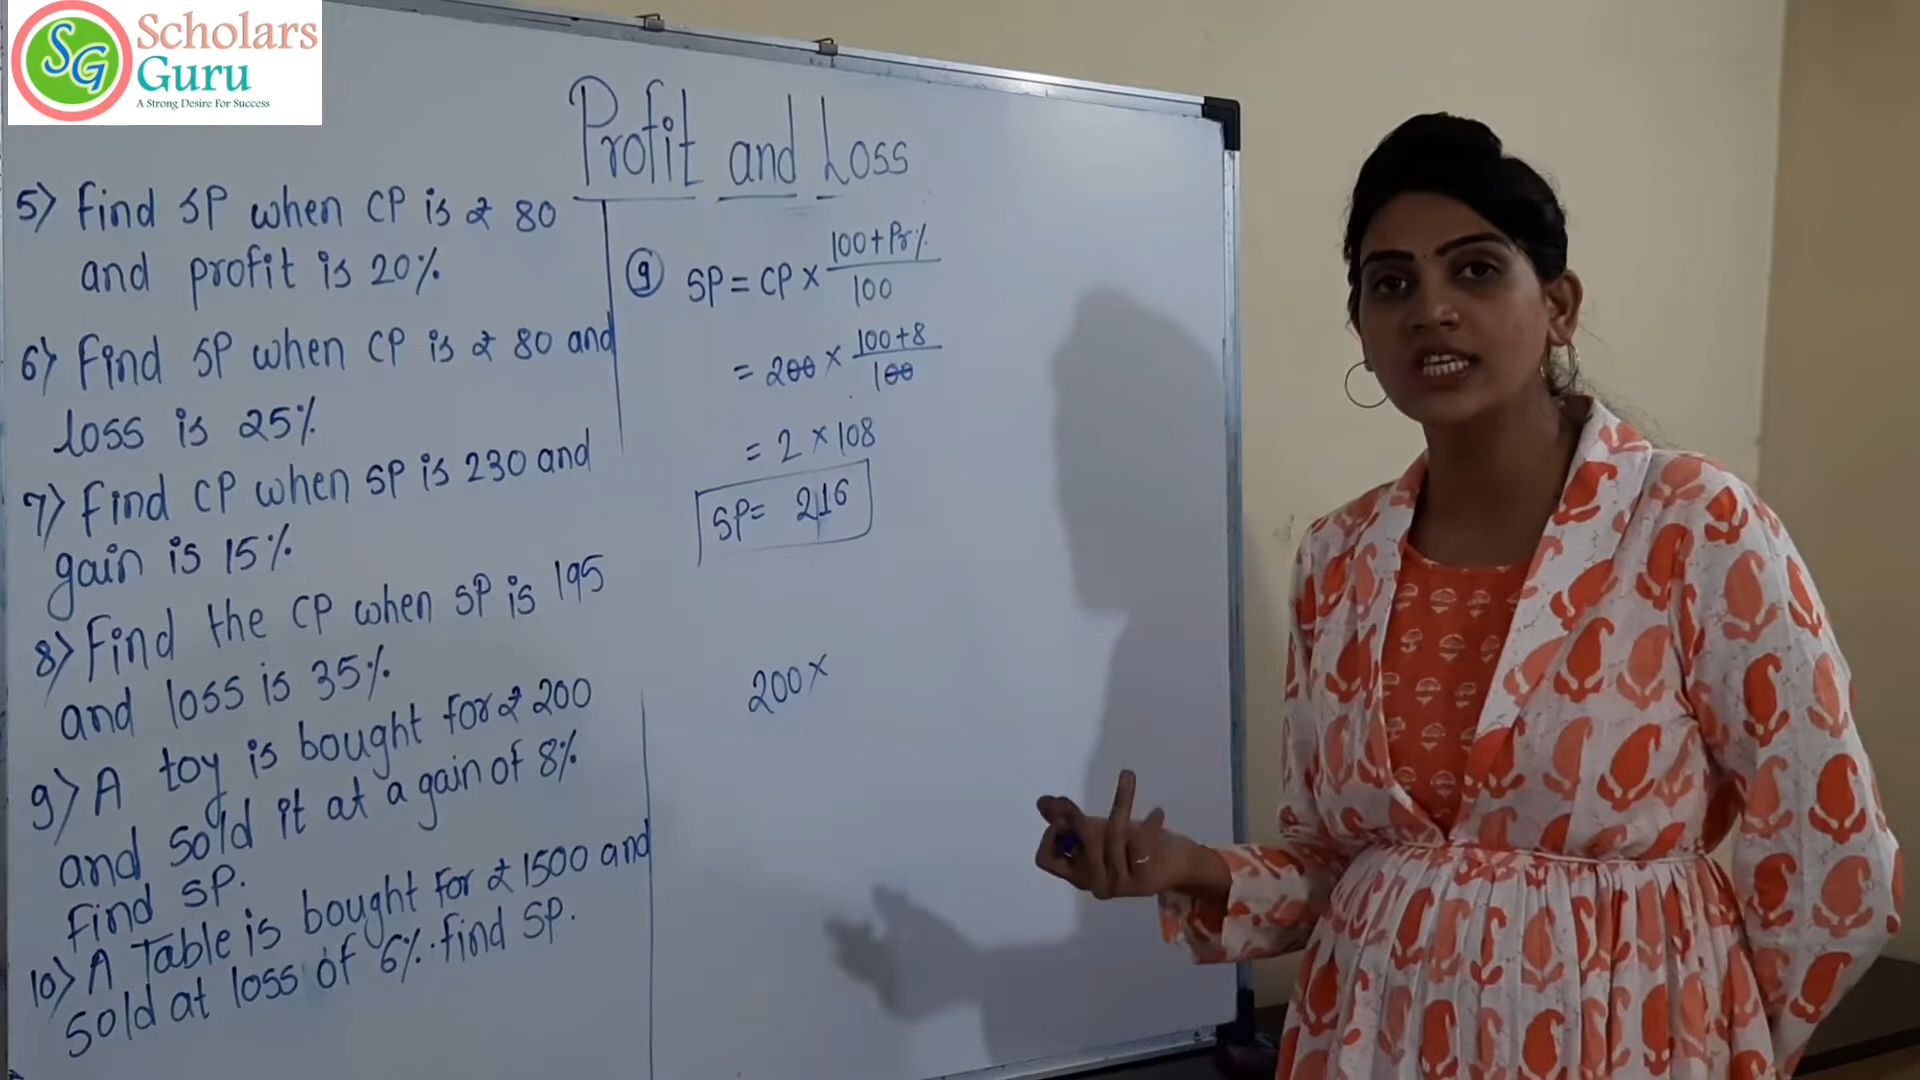 Scholars
Guru
A Strong Desire For Success
SG
Profit and Loss
5) Find SP when CP is ₹ 80
and profit is 20%
6) Find SP when CP is ₹ 80 and
loss is 25%
7) Find CP when SP is 230 and
gain is 15%
8) Find the CP when SP is 195
and loss is 35%
9) A toy is bought for ₹ 200
and sold it at a gain of 8%
Find SP.
10) A Table is bought for ₹ 1500 and
sold at loss of 6%. find SP.
9 SP = CP × 100 + Pr% / 100
= 200 × 100 + 8 / 100
= 2 × 108
SP = 216
200 ×